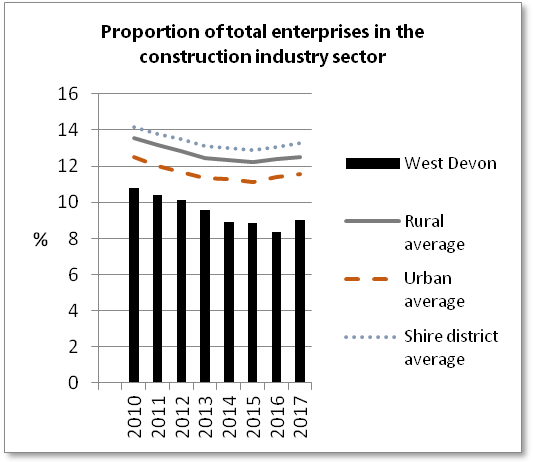 Proportion of total enterprises in the
construction industry sector
16
14
12
10
8
6
4
2
0
%
2010
2011
2012
2013
2014
2015
2016
2017
West Devon
Rural
average
Urban
average
Shire district
average